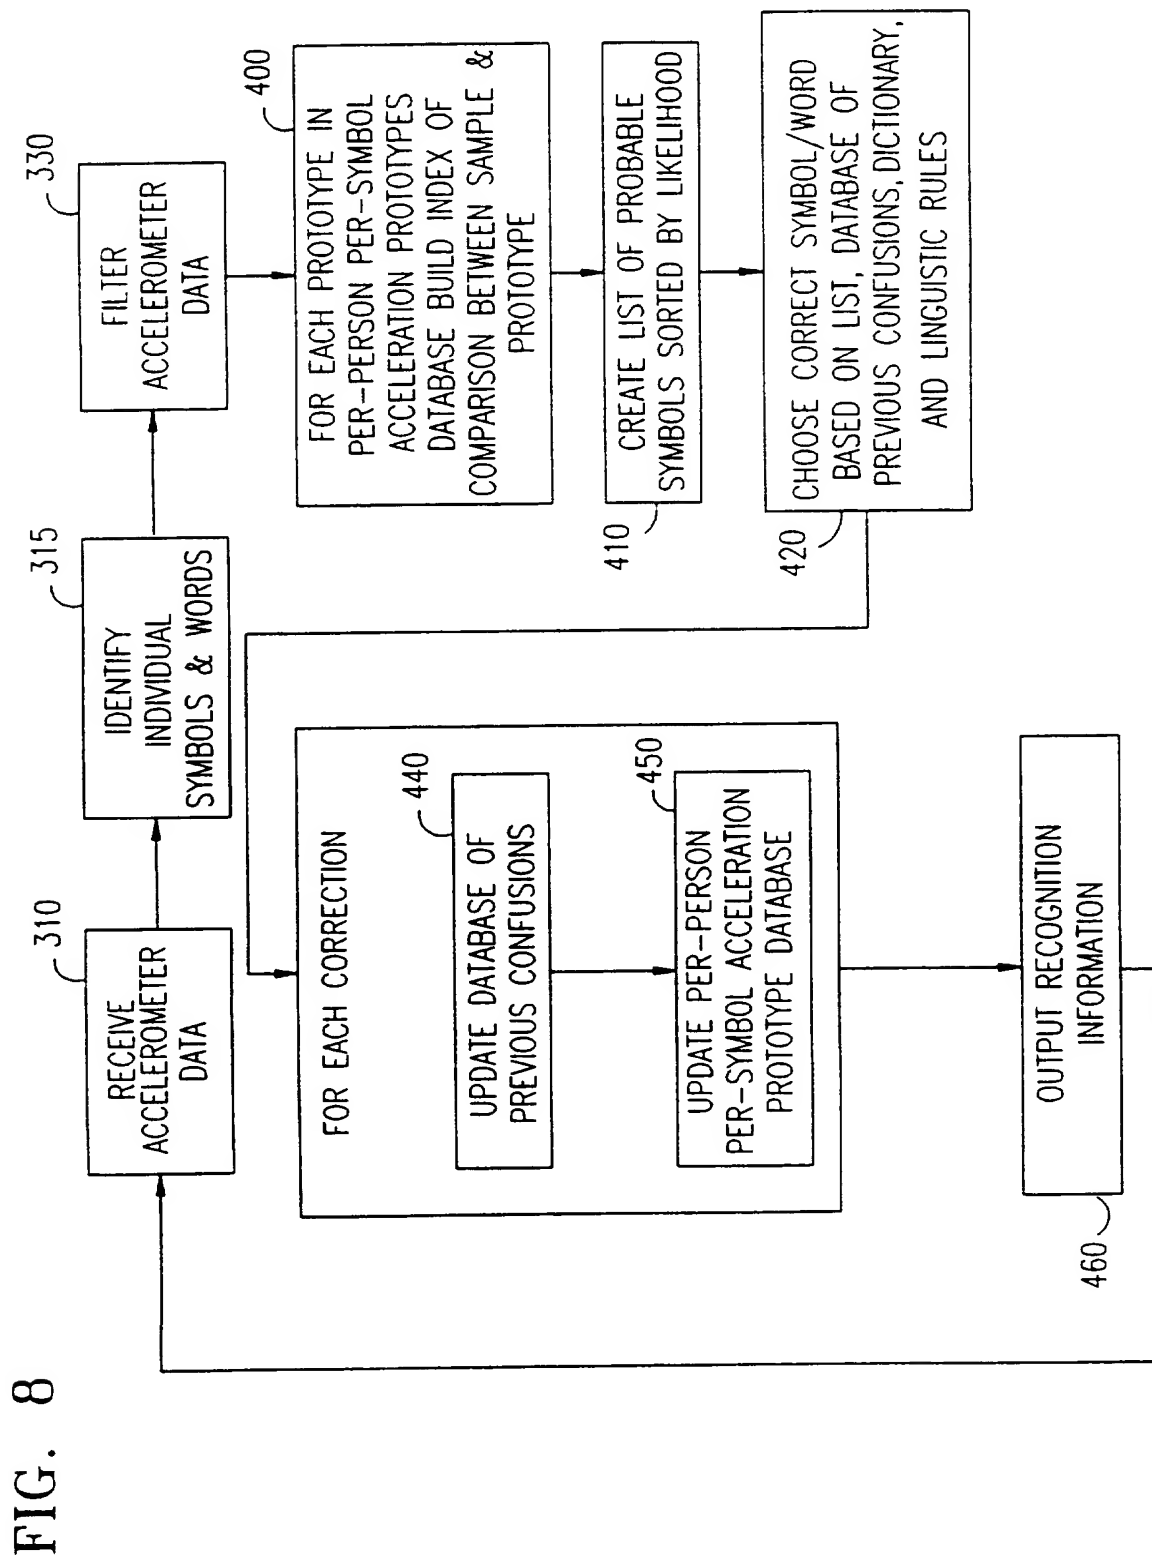 FIG. 8
310
RECEIVE
ACCELEROMETER
DATA
315
IDENTIFY
INDIVIDUAL
SYMBOLS & WORDS
330
FILTER
ACCELEROMETER
DATA
400
FOR EACH PROTOTYPE IN
PER-PERSON PER-SYMBOL
ACCELERATION PROTOTYPES
DATABASE BUILD INDEX OF
COMPARISON BETWEEN SAMPLE &
PROTOTYPE
410
CREATE LIST OF PROBABLE
SYMBOLS SORTED BY LIKELIHOOD
420
CHOOSE CORRECT SYMBOL/WORD
BASED ON LIST, DATABASE OF
PREVIOUS CONFUSIONS, DICTIONARY,
AND LINGUISTIC RULES
FOR EACH CORRECTION
440
UPDATE DATABASE OF
PREVIOUS CONFUSIONS
450
UPDATE PER-PERSON
PER-SYMBOL ACCELERATION
PROTOTYPE DATABASE
460
OUTPUT RECOGNITION
INFORMATION